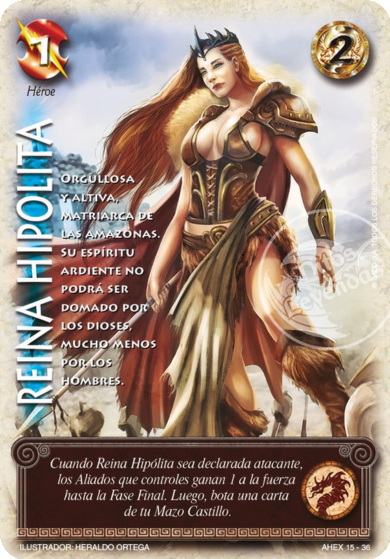 1
2
Héroe
REINA HIPÓLITA
ORGULLOSA
Y ALTIVA,
MATRIARCA DE
LAS AMAZONAS.
SU ESPÍRITU
ARDIENTE NO
PODRÁ SER
DOMADO POR
LOS DIOSES,
MUCHO MENOS
POR LOS
HOMBRES.
Cuando Reina Hipólita sea declarada atacante,
los Aliados que controles ganan 1 a la fuerza
hasta la Fase Final. Luego, bota una carta
de tu Mazo Castillo.
ILUSTRADOR: HERALDO ORTEGA
AHEX 15 - 36